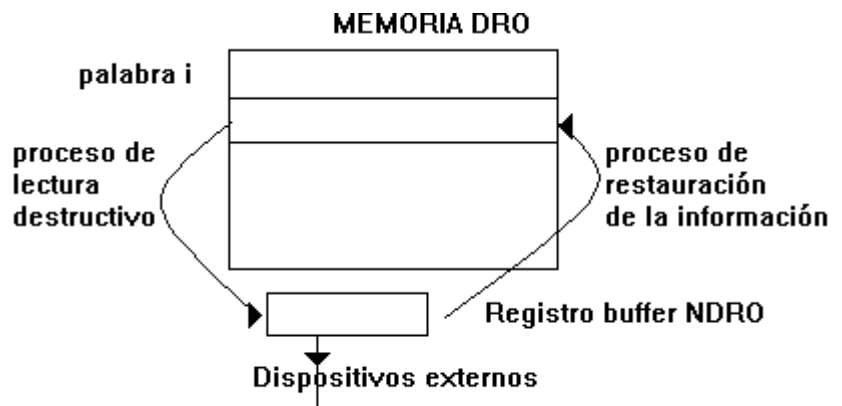 MEMORIA DRO
palabra i
proceso de
lectura
destructivo
proceso de
restauración
de la información
Registro buffer NDRO
Dispositivos externos